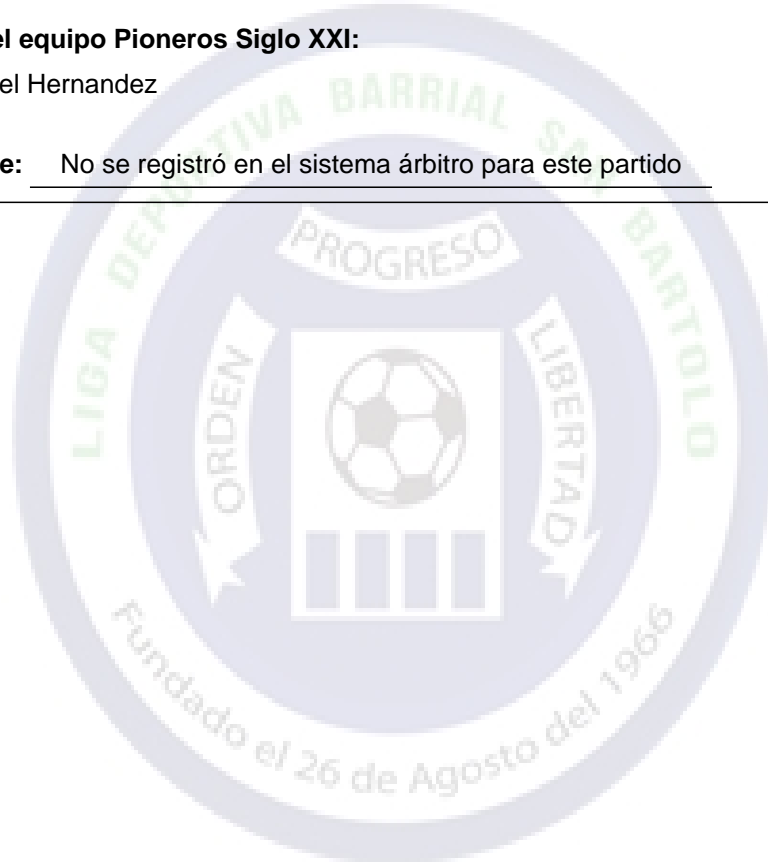 el equipo Pioneros Siglo XXI:
el Hernandez
e: No se registró en el sistema árbitro para este partido
LIGA DEPORTIVA BARRIAL SAN BARTOLO
PROGRESO
ORDEN
LIBERTAD
Fundado el 26 de Agosto del 1966